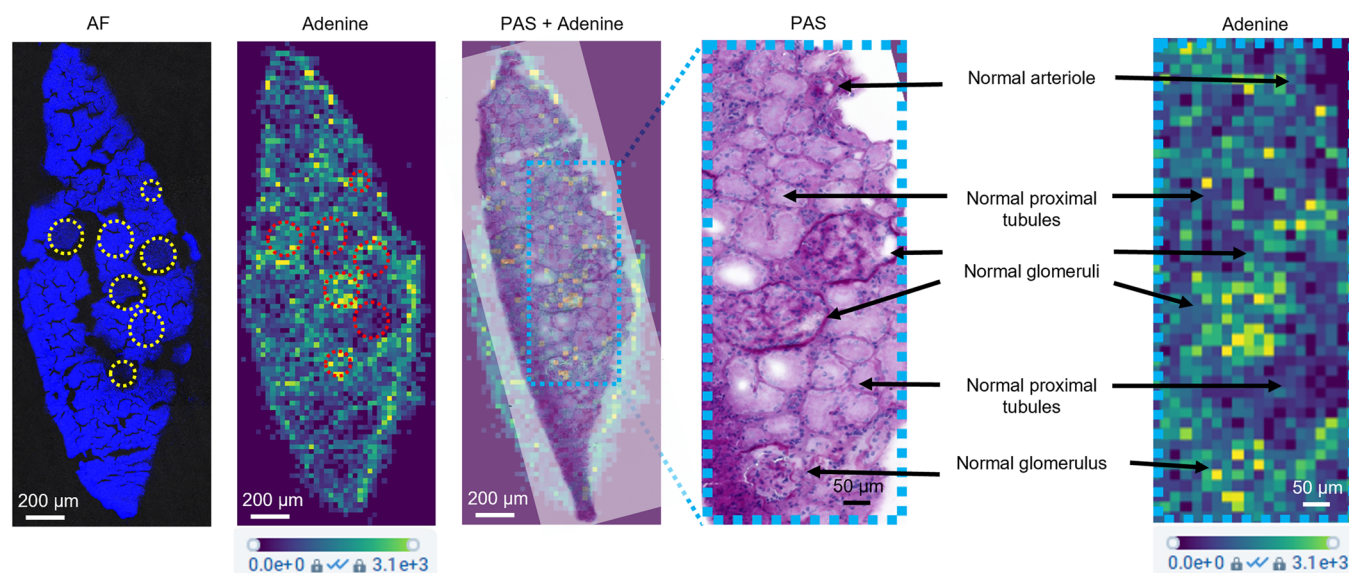 AF
Adenine
PAS + Adenine
PAS
Adenine
Normal arteriole
Normal proximal
tubules
Normal glomeruli
Normal proximal
tubules
Normal glomerulus
200 µm
200 µm
200 µm
50 µm
50 µm
0.0e+0 3.1e+3
0.0e+0 3.1e+3